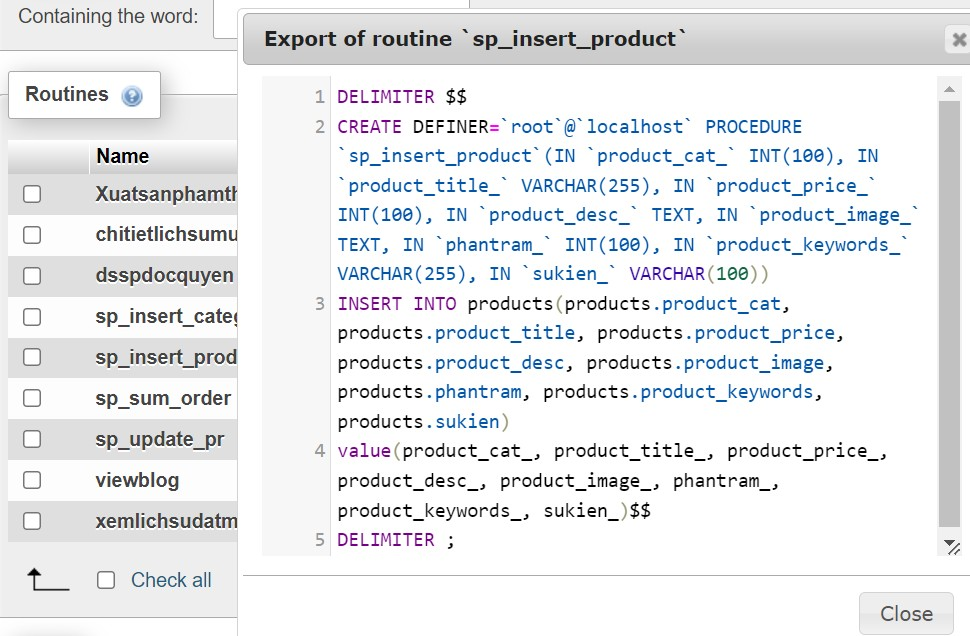 Containing the word:
Routines
Name
Xuatsanphamth
chitietlichsumu
dsspdocquyen
sp_insert_categ
sp_insert_prod
sp_sum_order
sp_update_pr
viewblog
xemlichsudatm
Check all
Export of routine `sp_insert_product`
1 DELIMITER $$
2 CREATE DEFINER=`root`@`localhost` PROCEDURE
`sp_insert_product`(IN `product_cat_` INT(100), IN
`product_title_` VARCHAR(255), IN `product_price_`
INT(100), IN `product_desc_` TEXT, IN `product_image_`
TEXT, IN `phantram_` INT(100), IN `product_keywords_`
VARCHAR(255), IN `sukien_` VARCHAR(100))
3 INSERT INTO products(products.product_cat,
products.product_title, products.product_price,
products.product_desc, products.product_image,
products.phantram, products.product_keywords,
products.sukien)
4 value(product_cat_, product_title_, product_price_,
product_desc_, product_image_, phantram_,
product_keywords_, sukien_)$$
5 DELIMITER ;
Close